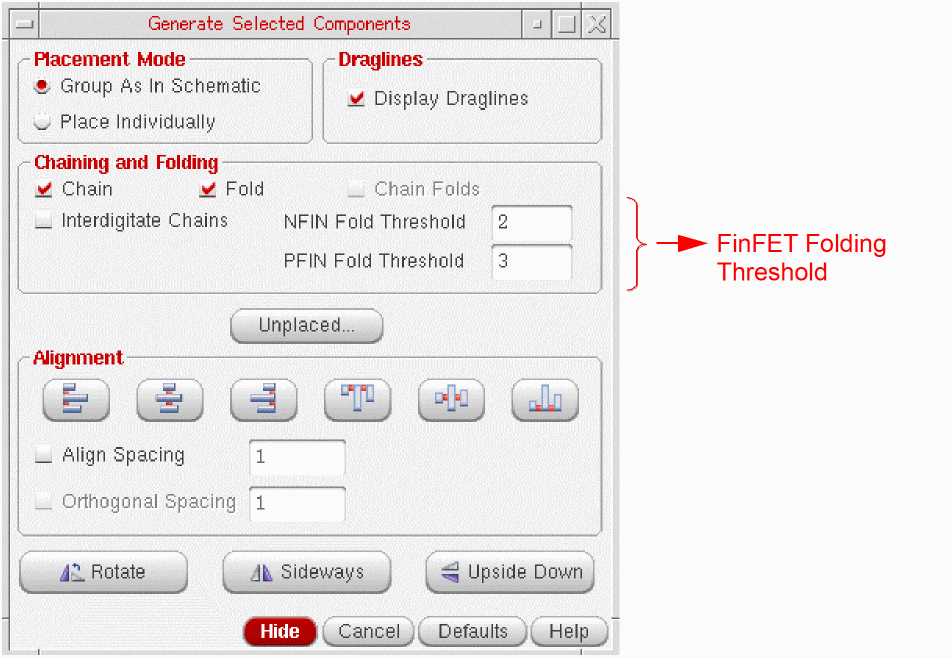 Generate Selected Components
Placement Mode
Group As In Schematic
Place Individually
Draglines
Display Draglines
Chaining and Folding
Chain Fold Chain Folds
Interdigitate Chains NFIN Fold Threshold 2
PFIN Fold Threshold 3
FinFET Folding
Threshold
Unplaced...
Alignment
Align Spacing 1
Orthogonal Spacing 1
Rotate Sideways Upside Down
Hide Cancel Defaults Help